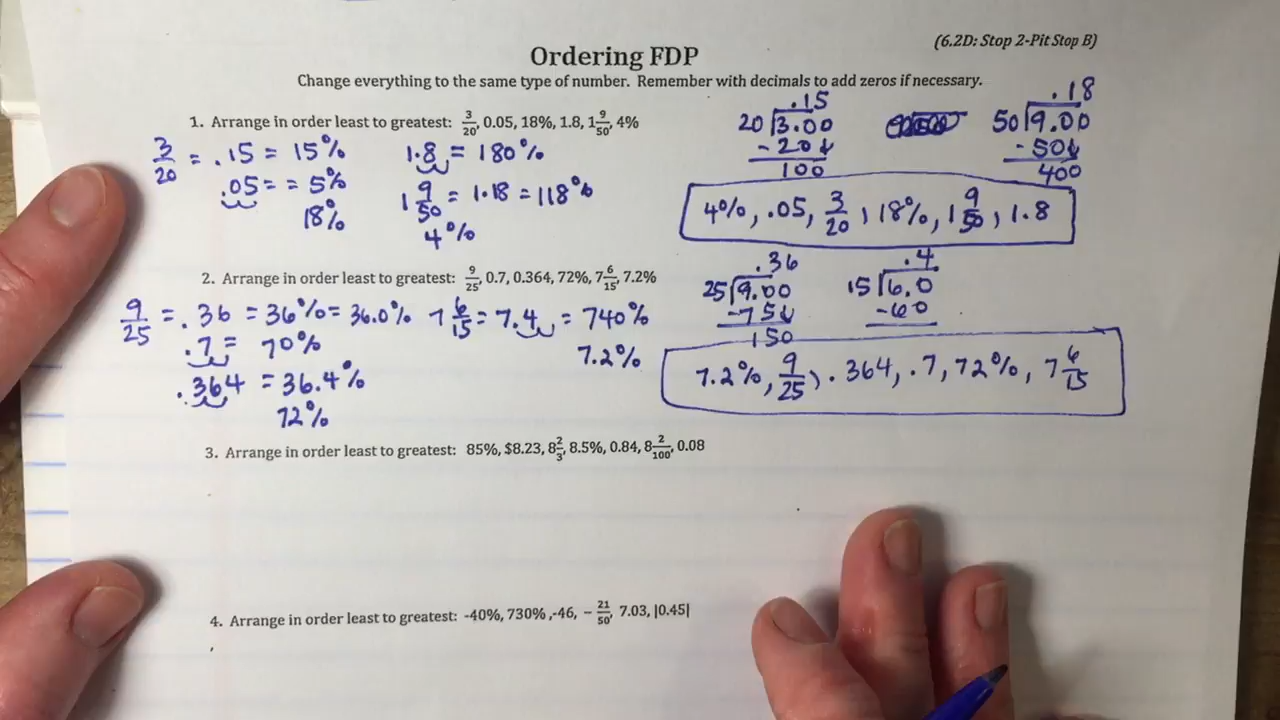 (6.2D: Stop 2-Pit Stop B)
Ordering FDP
Change everything to the same type of number. Remember with decimals to add zeros if necessary.
1. Arrange in order least to greatest: 3/20, 0.05, 18%, 1.8, 1 9/50, 4%
3/20 = .15 = 15%
.05 = = 5%
18%
1.8 = 180%
1 9/50 = 1.18 = 118%
4%
.15
20 3.00
-20
100
.18
50 9.00
-50
400
4%, .05, 3/20, 18%, 1 9/50, 1.8
2. Arrange in order least to greatest: 9/25, 0.7, 0.364, 72%, 7 6/15, 7.2%
9/25 = .36 = 36% = 36.0%
.7 = 70%
.364 = 36.4%
72%
7 6/15 = 7.4 = 740%
7.2%
.36
25 9.00
-75
150
.4
15 6.0
-60
7.2%, 9/25, .364, .7, 72%, 7 6/15
3. Arrange in order least to greatest: 85%, $8.23, 8 2/3, 8.5%, 0.84, 8 2/100, 0.08
4. Arrange in order least to greatest: -40%, 730% ,-46, - 21/50, 7.03, |0.45|